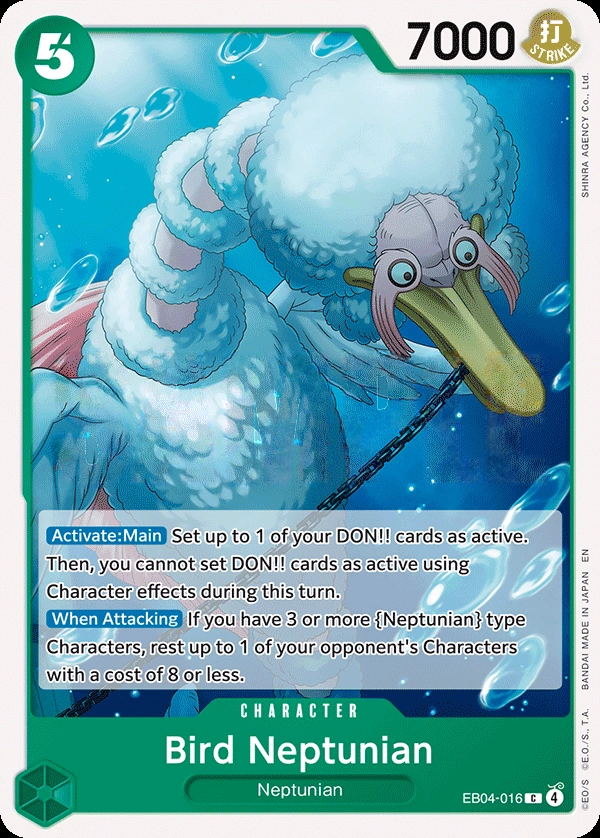 5
7000
打
STRIKE
SHINRA AGENCY Co., Ltd.
Activate:Main Set up to 1 of your DON!! cards as active.
Then, you cannot set DON!! cards as active using
Character effects during this turn.
When Attacking If you have 3 or more {Neptunian} type
Characters, rest up to 1 of your opponent's Characters
with a cost of 8 or less.
CHARACTER
Bird Neptunian
Neptunian
EB04-016 C 4
©EO/S ©E.O./S., T.A. BANDAI MADE IN JAPAN EN